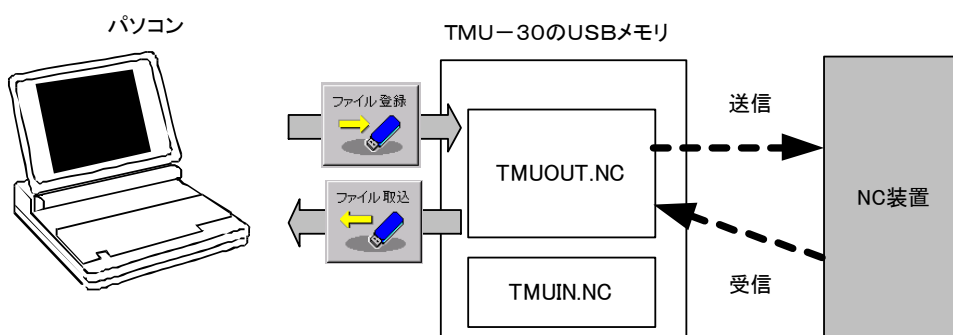 パソコン
TMU－30のUSBメモリ
ファイル登録
送信
TMUOUT.NC
NC装置
ファイル取込
受信
TMUIN.NC